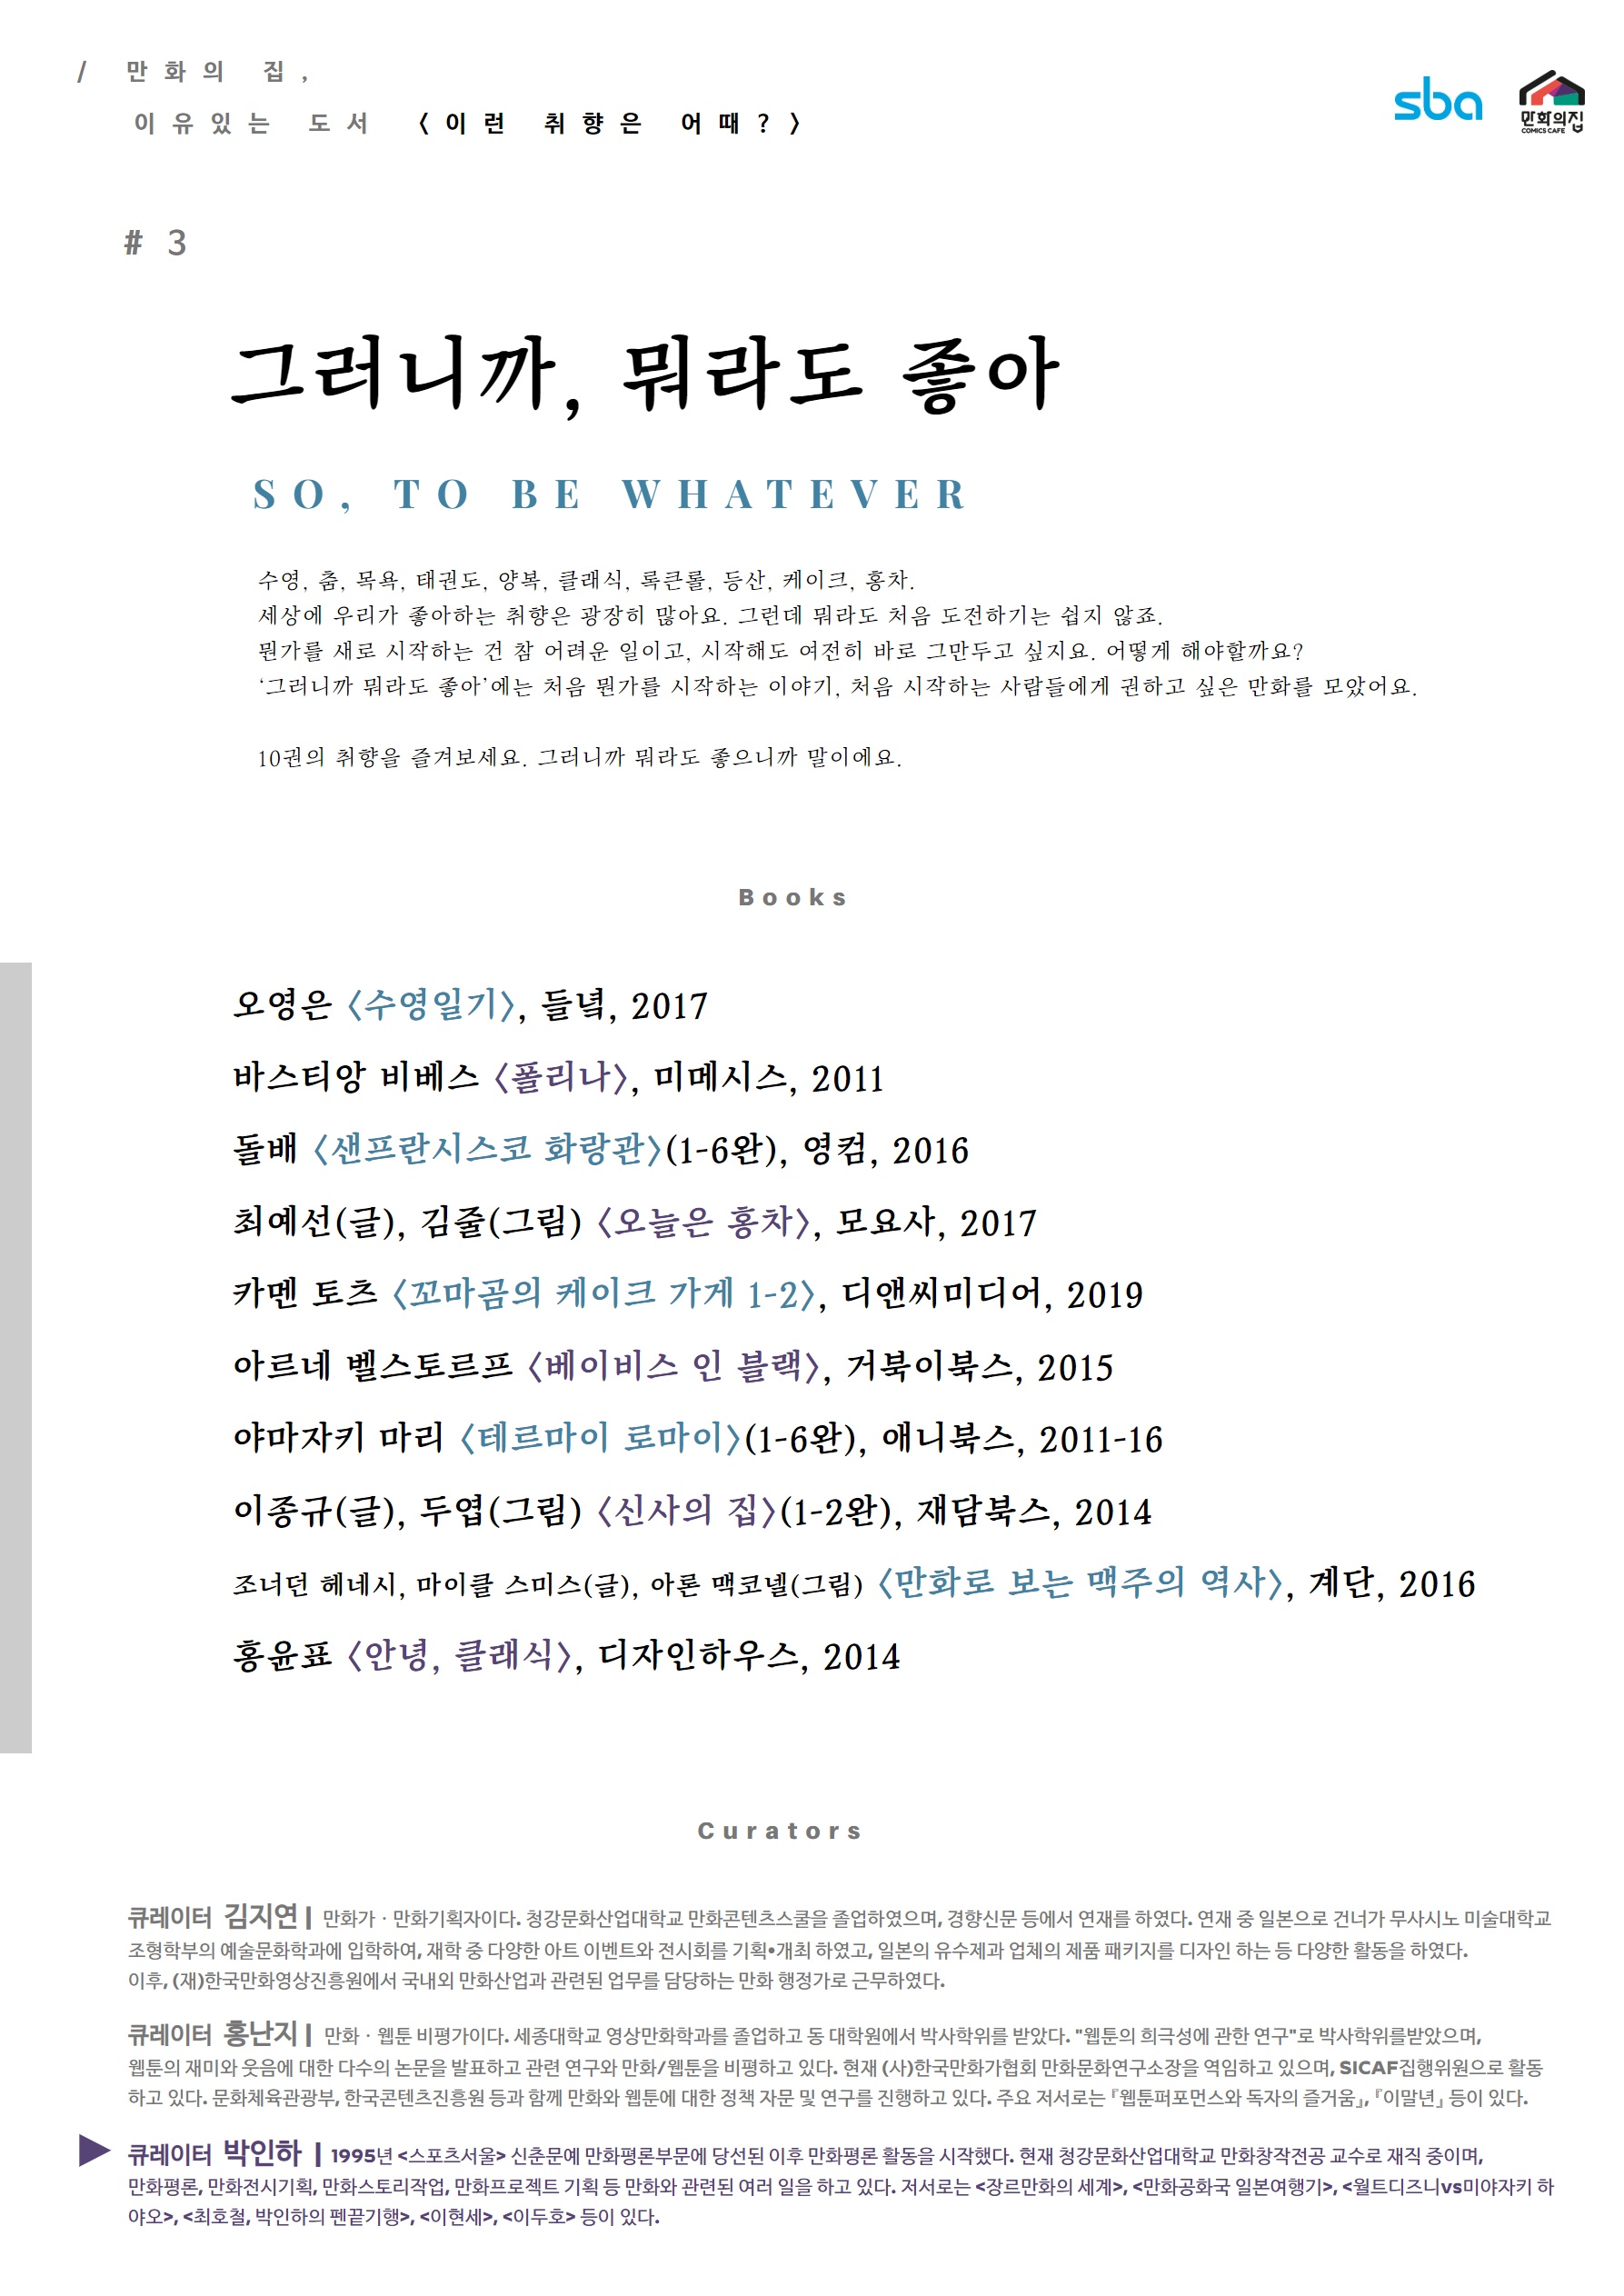 / 만화의 집,
sba
만화의집
COMICS CAFE
이유있는 도서 〈이런 취향은 어때?〉
# 3
그러니까, 뭐라도 좋아
SO, TO BE WHATEVER
수영, 춤, 목욕, 태권도, 양복, 클래식, 록큰롤, 등산, 케이크, 홍차.
세상에 우리가 좋아하는 취향은 굉장히 많아요. 그런데 뭐라도 처음 도전하기는 쉽지 않죠.
뭔가를 새로 시작하는 건 참 어려운 일이고, 시작해도 여전히 바로 그만두고 싶지요. 어떻게 해야할까요?
‘그러니까 뭐라도 좋아’에는 처음 뭔가를 시작하는 이야기, 처음 시작하는 사람들에게 권하고 싶은 만화를 모았어요.
10권의 취향을 즐겨보세요. 그러니까 뭐라도 좋으니까 말이에요.
Books
오영은 〈수영일기〉, 들녘, 2017
바스티앙 비베스 〈폴리나〉, 미메시스, 2011
돌배 〈샌프란시스코 화랑관〉(1-6완), 영컴, 2016
최예선(글), 김줄(그림) 〈오늘은 홍차〉, 모요사, 2017
카멘 토츠 〈꼬마곰의 케이크 가게 1-2〉, 디앤씨미디어, 2019
아르네 벨스토르프 〈베이비스 인 블랙〉, 거북이북스, 2015
야마자키 마리 〈테르마이 로마이〉(1-6완), 애니북스, 2011-16
이종규(글), 두엽(그림) 〈신사의 집〉(1-2완), 재담북스, 2014
조너던 헤네시, 마이클 스미스(글), 아론 맥코넬(그림) 〈만화로 보는 맥주의 역사〉, 계단, 2016
홍윤표 〈안녕, 클래식〉, 디자인하우스, 2014
Curators
큐레이터 김지연 | 만화가 · 만화기획자이다. 청강문화산업대학교 만화콘텐츠스쿨을 졸업하였으며, 경향신문 등에서 연재를 하였다. 연재 중 일본으로 건너가 무사시노 미술대학교
조형학부의 예술문화학과에 입학하여, 재학 중 다양한 아트 이벤트와 전시회를 기획•개최 하였고, 일본의 유수제과 업체의 제품 패키지를 디자인 하는 등 다양한 활동을 하였다.
이후, (재)한국만화영상진흥원에서 국내외 만화산업과 관련된 업무를 담당하는 만화 행정가로 근무하였다.
큐레이터 홍난지 | 만화 · 웹툰 비평가이다. 세종대학교 영상만화학과를 졸업하고 동 대학원에서 박사학위를 받았다. "웹툰의 희극성에 관한 연구"로 박사학위를받았으며,
웹툰의 재미와 웃음에 대한 다수의 논문을 발표하고 관련 연구와 만화/웹툰을 비평하고 있다. 현재 (사)한국만화가협회 만화문화연구소장을 역임하고 있으며, SICAF집행위원으로 활동
하고 있다. 문화체육관광부, 한국콘텐츠진흥원 등과 함께 만화와 웹툰에 대한 정책 자문 및 연구를 진행하고 있다. 주요 저서로는 『웹툰퍼포먼스와 독자의 즐거움』, 『이말년』 등이 있다.
큐레이터 박인하 | 1995년 <스포츠서울> 신춘문예 만화평론부문에 당선된 이후 만화평론 활동을 시작했다. 현재 청강문화산업대학교 만화창작전공 교수로 재직 중이며,
만화평론, 만화전시기획, 만화스토리작업, 만화프로젝트 기획 등 만화와 관련된 여러 일을 하고 있다. 저서로는 <장르만화의 세계>, <만화공화국 일본여행기>, <월트디즈니vs미야자키 하
야오>, <최호철, 박인하의 펜끝기행>, <이현세>, <이두호> 등이 있다.